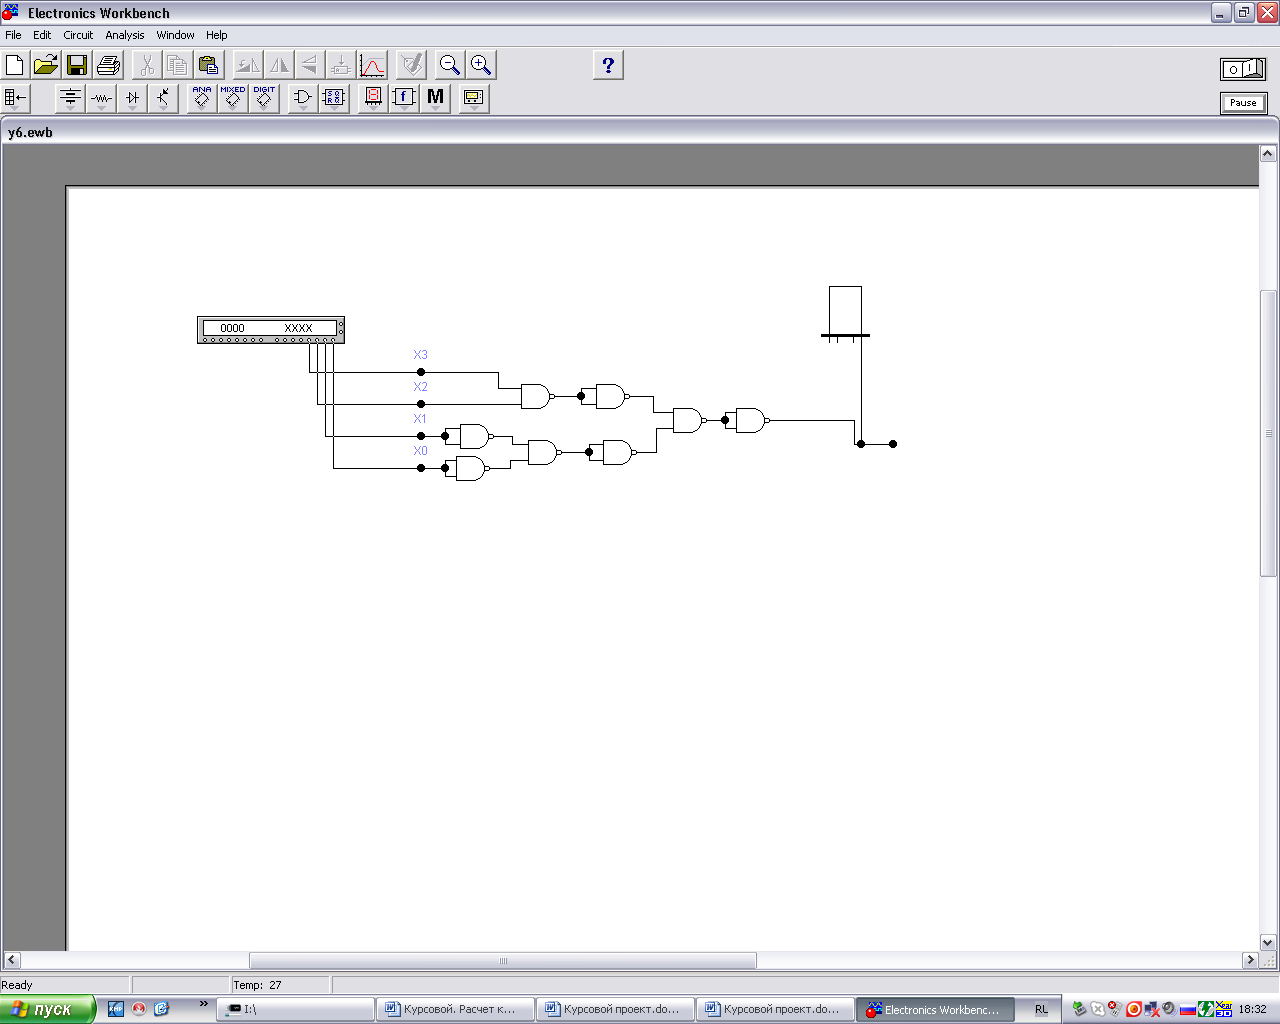 Electronics Workbench
File Edit Circuit Analysis Window Help
?
O I
ANA MIXED DIGIT f M
Pause
y6.ewb
0000 XXXX
X3
X2
X1
X0
Ready Temp: 27
пуск » I:\ Курсовой. Расчет к... Курсовой проект.do... Курсовой проект.do... Electronics Workbenc... RL 18:32